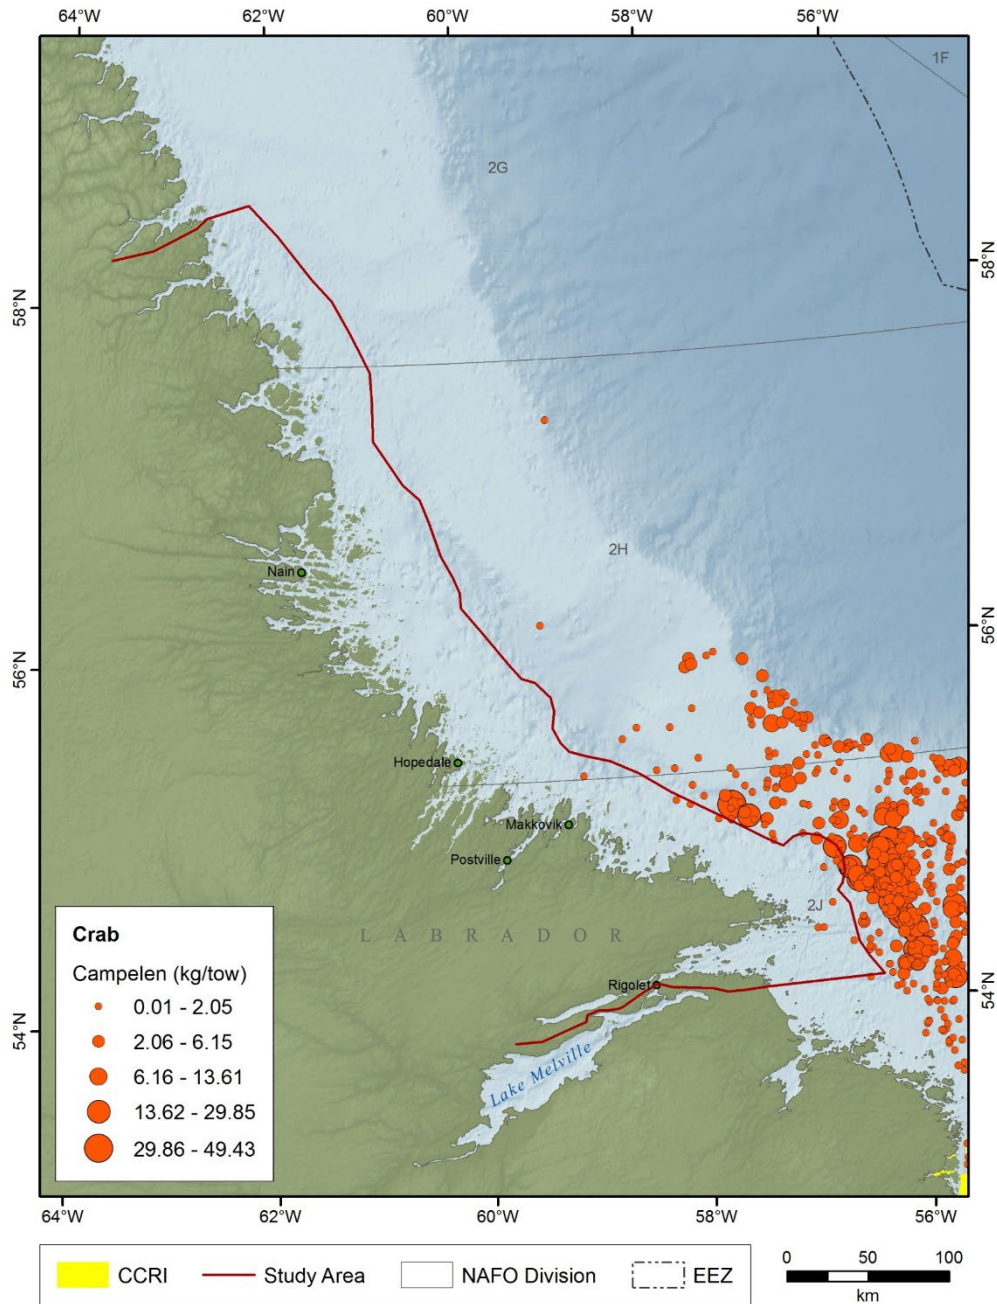 64°W 62°W 60°W 58°W 56°W
1F
2G
58°N 58°N
2H
Nain
56°N 56°N
Hopedale
Makkovik
Postville
2J
LABRADOR
Rigolet
54°N 54°N
Lake Melville
Crab
Campelen (kg/tow)
0.01 - 2.05
2.06 - 6.15
6.16 - 13.61
13.62 - 29.85
29.86 - 49.43
64°W 62°W 60°W 58°W 56°W
CCRI Study Area NAFO Division EEZ
0 50 100
km